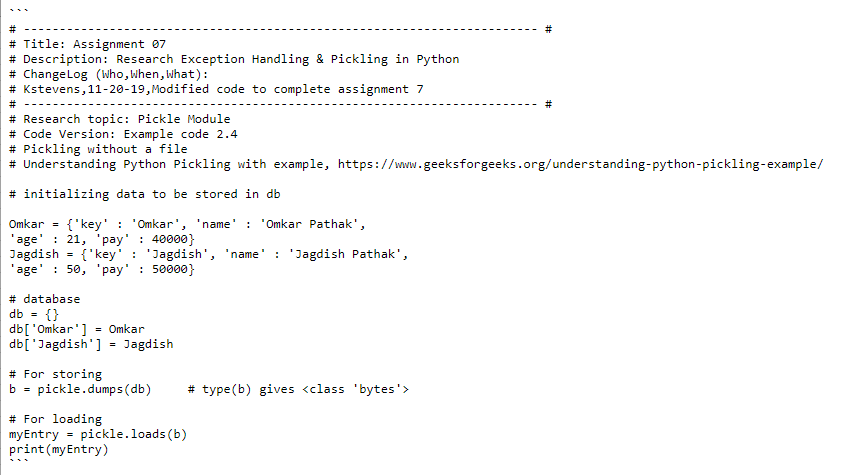 ```
# --------------------------------------------------------------------- #
# Title: Assignment 07
# Description: Research Exception Handling & Pickling in Python
# ChangeLog (Who,When,What):
# Kstevens,11-20-19,Modified code to complete assignment 7
# --------------------------------------------------------------------- #
# Research topic: Pickle Module
# Code Version: Example code 2.4
# Pickling without a file
# Understanding Python Pickling with example, https://www.geeksforgeeks.org/understanding-python-pickling-example/

# initializing data to be stored in db

Omkar = {'key' : 'Omkar', 'name' : 'Omkar Pathak',
'age' : 21, 'pay' : 40000}
Jagdish = {'key' : 'Jagdish', 'name' : 'Jagdish Pathak',
'age' : 50, 'pay' : 50000}

# database
db = {}
db['Omkar'] = Omkar
db['Jagdish'] = Jagdish

# For storing
b = pickle.dumps(db)     # type(b) gives <class 'bytes'>

# For loading
myEntry = pickle.loads(b)
print(myEntry)
```